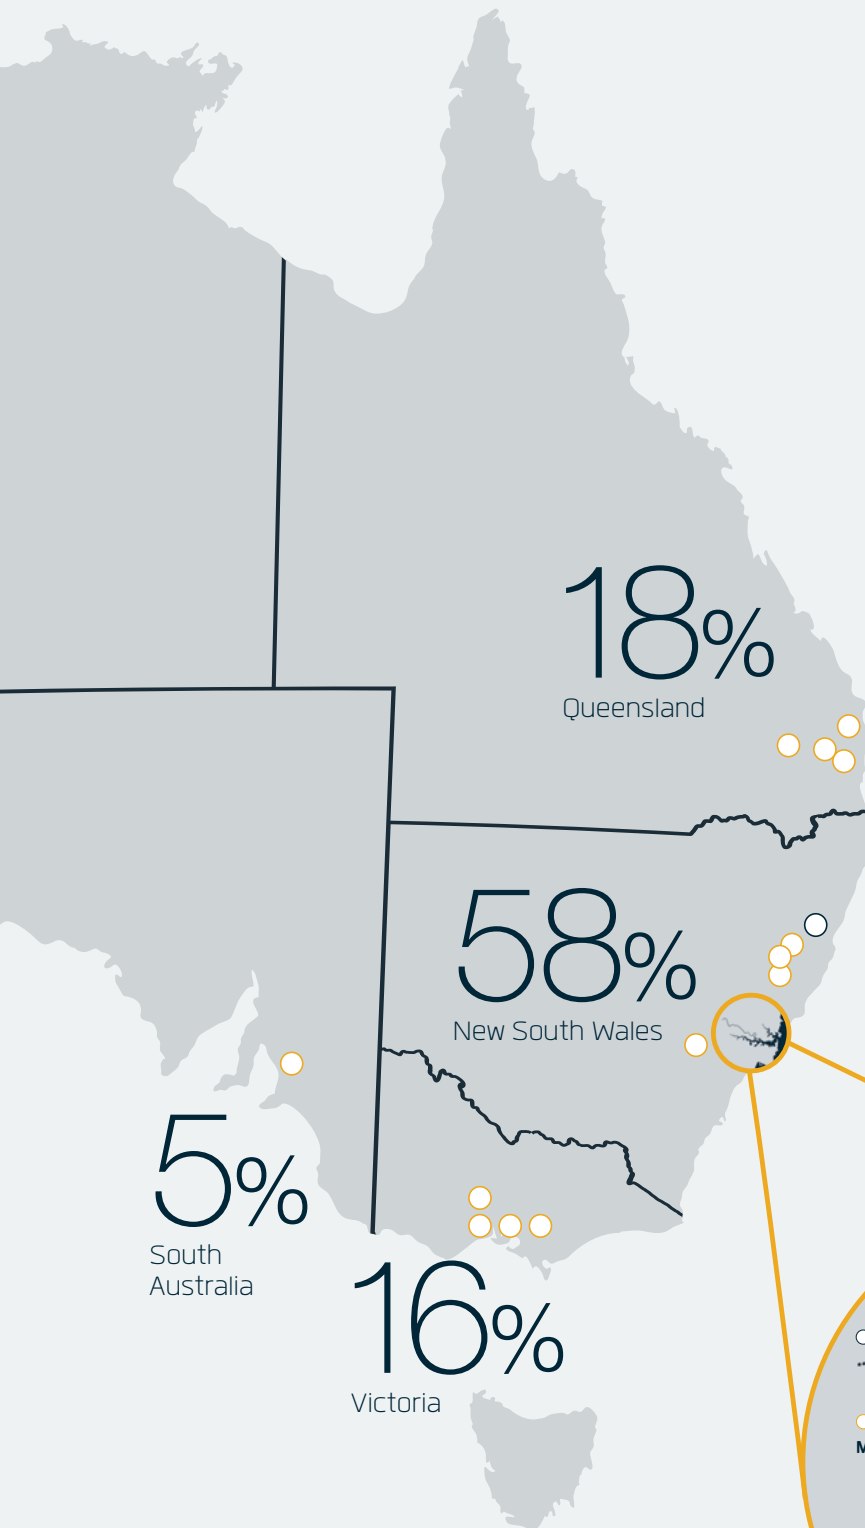 18%
Queensland
58%
New South Wales
5%
South
Australia
16%
Victoria
M